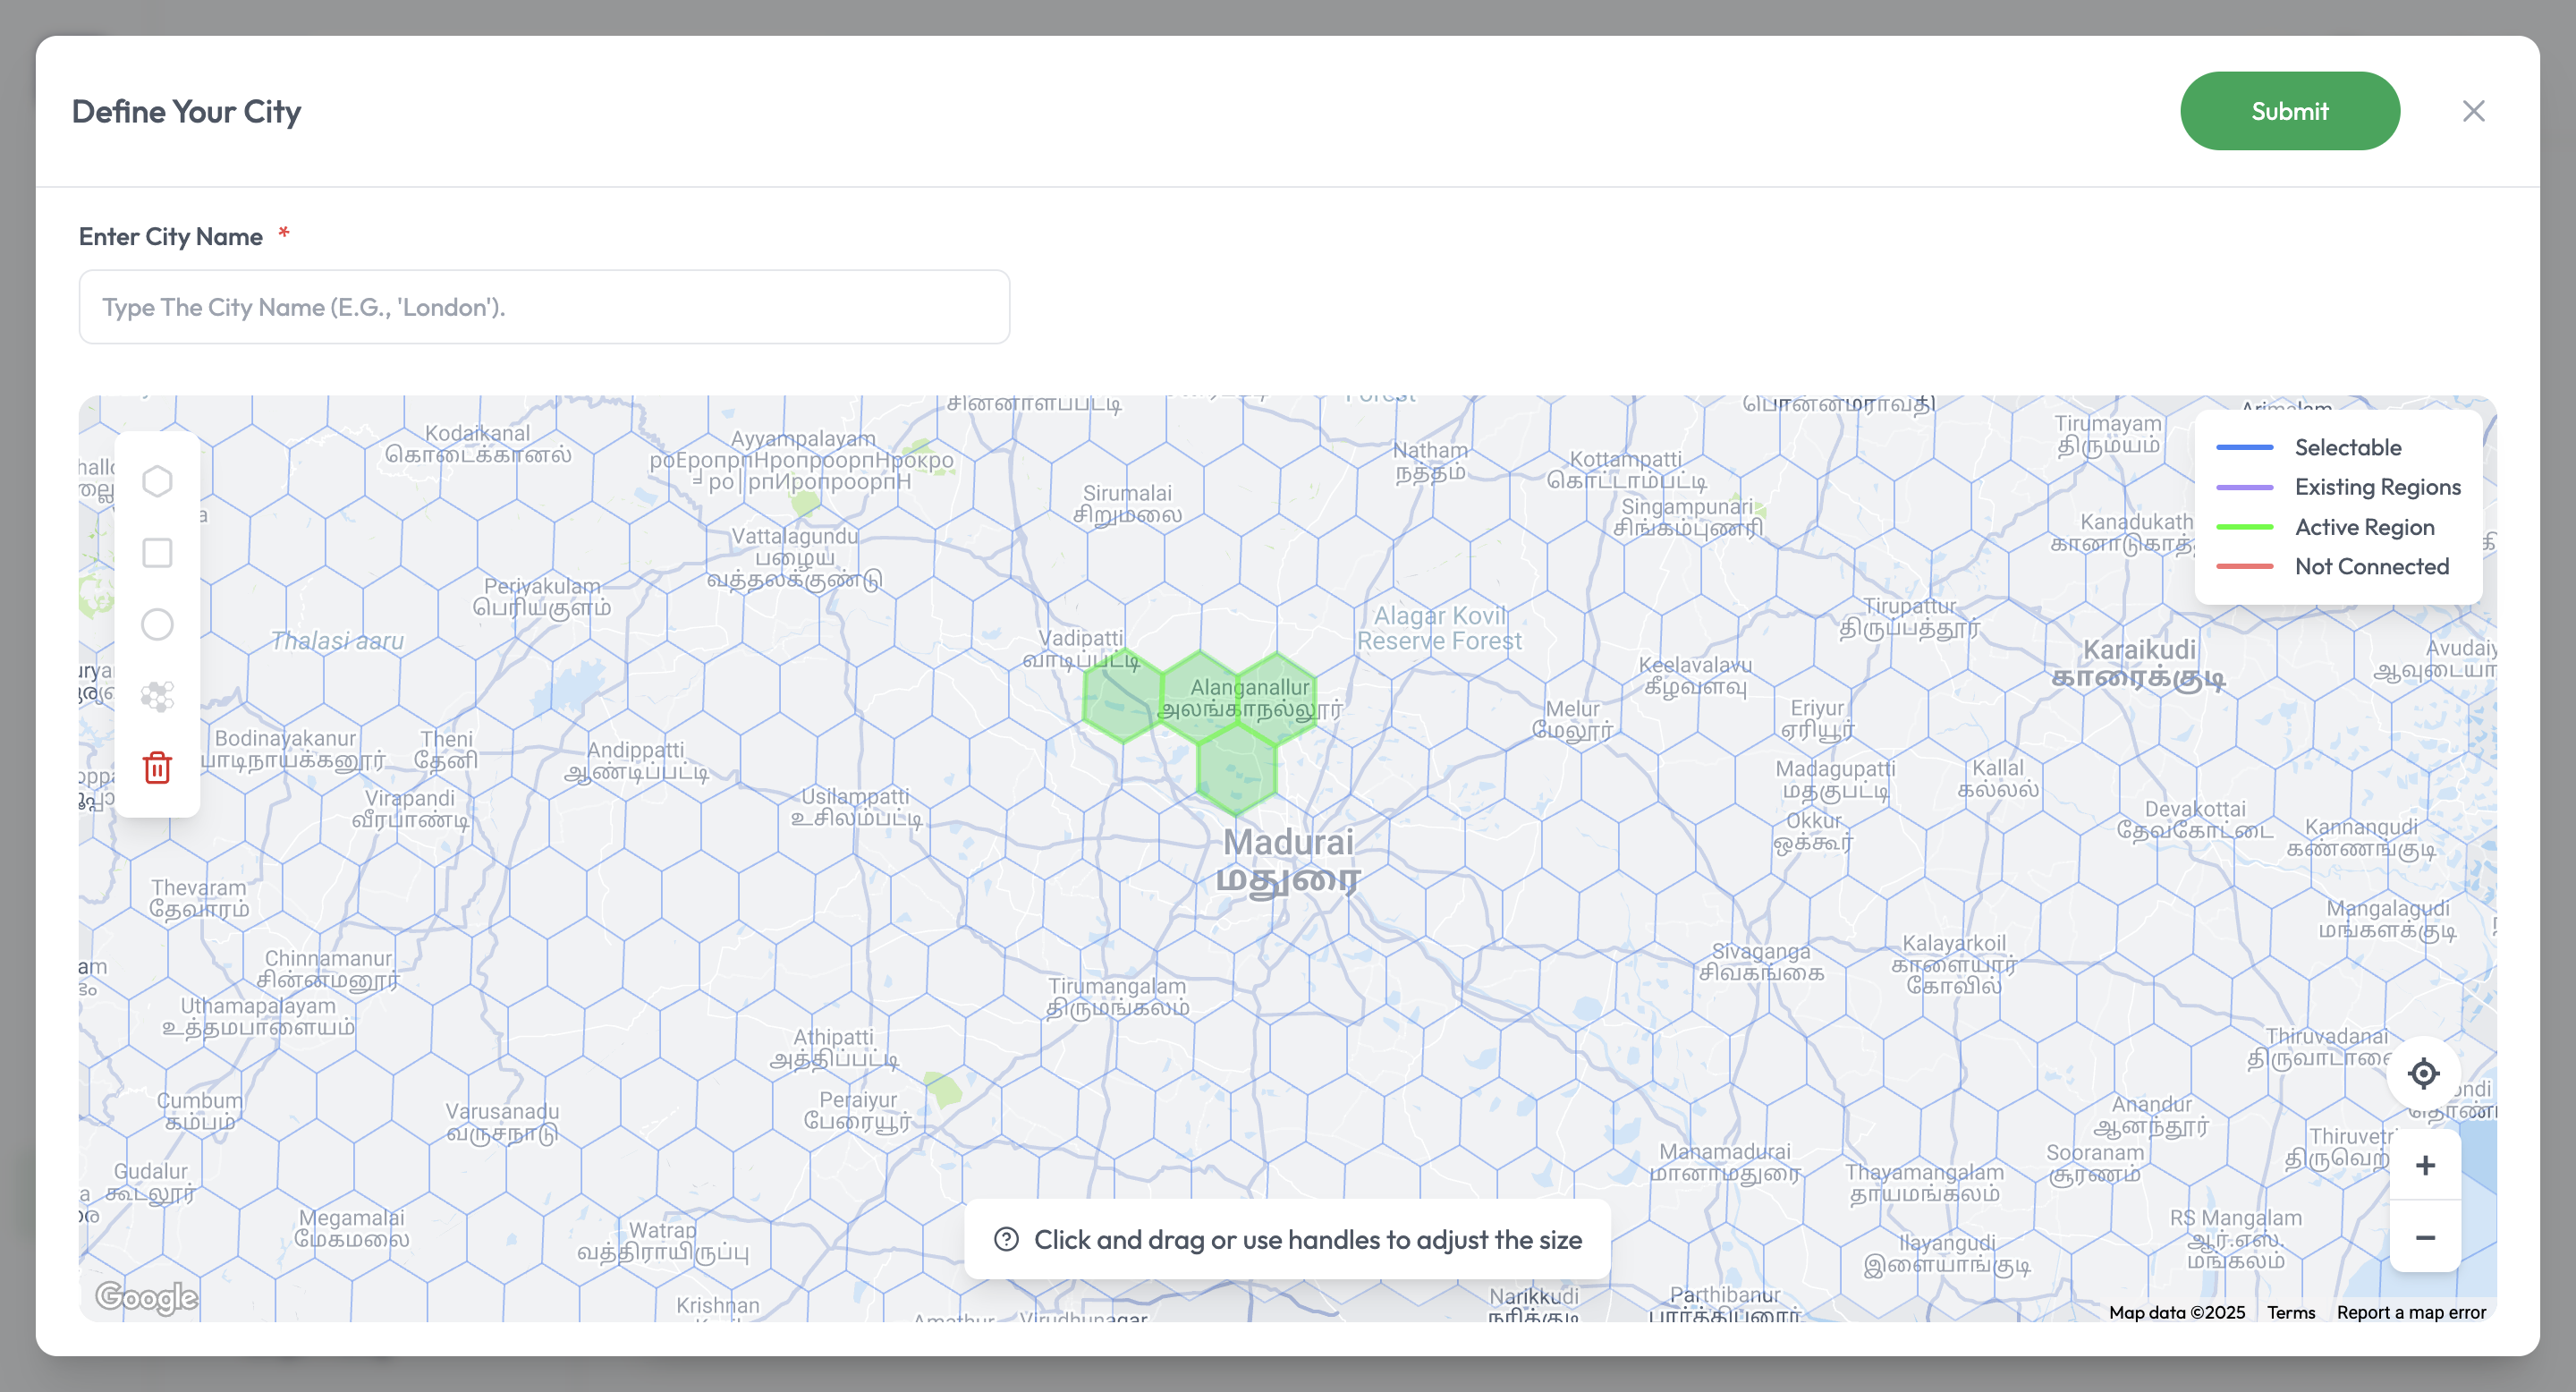 Define Your City
Submit
Enter City Name *
Type The City Name (E.G., 'London').
Selectable
Existing Regions
Active Region
Not Connected
Kodaikanal
கொடைக்கானல்
Ayyampalayam
Natham
நத்தம்
Kottampatti
கொட்டாம்பட்டி
Tirumayam
திருமயம்
Sirumalai
சிறுமலை
Singampunari
சிங்கம்புணரி
Vattalagundu
பழைய
வத்தலக்குண்டு
Periyakulam
பெரியகுளம்
Thalasi aaru
Vadipatti
வாடிப்பட்டி
Alagar Kovil
Reserve Forest
Tirupattur
திருப்பத்தூர்
Karaikudi
காரைக்குடி
Keelavalavu
கீழவளவு
Alanganallur
அலங்காநல்லூர்
Melur
மேலூர்
Eriyur
ஏரியூர்
Bodinayakanur
Theni
தேனி
Andippatti
ஆண்டிப்பட்டி
Madagupatti
மதகுபட்டி
Kallal
கல்லல்
Virapandi
வீரபாண்டி
Usilampatti
உசிலம்பட்டி
Okkur
ஒக்கூர்
Devakottai
தேவகோட்டை
Kannangudi
கண்ணங்குடி
Madurai
மதுரை
Thevaram
தேவாரம்
Mangalagudi
மங்களக்குடி
Chinnamanur
சின்னமனூர்
Sivaganga
சிவகங்கை
Kalayarkoil
காளையார்
கோவில்
Tirumangalam
திருமங்கலம்
Uthamapalayam
உத்தமபாளையம்
Athipatti
அத்திப்பட்டி
Thiruvadanai
Cumbum
கம்பம்
Varusanadu
வருசநாடு
Peraiyur
பேரையூர்
Anandur
ஆனந்தூர்
Gudalur
கூடலூர்
Manamadurai
மானாமதுரை
Thayamangalam
தாயமங்கலம்
Sooranam
சூரணம்
Megamalai
மேகமலை
Watrap
வத்திராயிருப்பு
RS Mangalam
ஆர்.எஸ்.
மங்கலம்
Ilayangudi
இளையாங்குடி
Click and drag or use handles to adjust the size
Krishnan
Narikkudi
நரிக்குடி
Parthibanur
பார்த்திபனூர்
Google
Map data ©2025
Terms
Report a map error